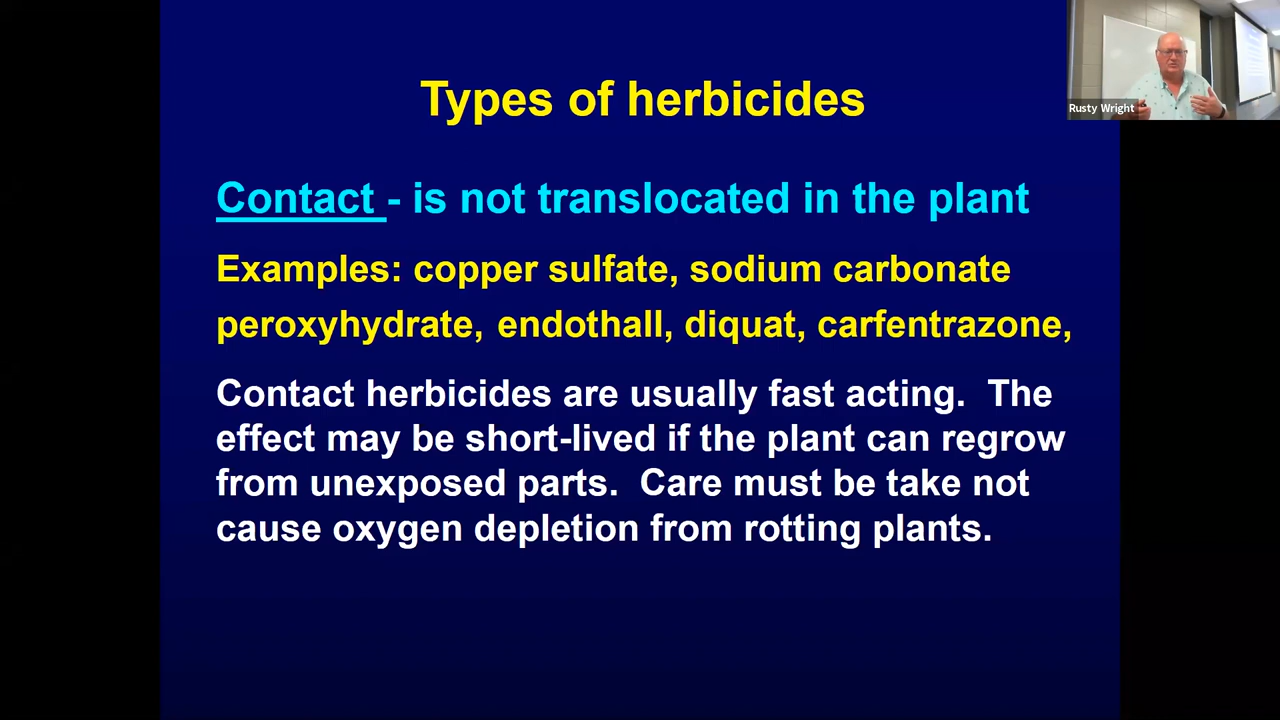 Types of herbicides
Rusty Wright
Contact - is not translocated in the plant
Examples: copper sulfate, sodium carbonate
peroxyhydrate, endothall, diquat, carfentrazone,
Contact herbicides are usually fast acting. The
effect may be short-lived if the plant can regrow
from unexposed parts. Care must be take not
cause oxygen depletion from rotting plants.